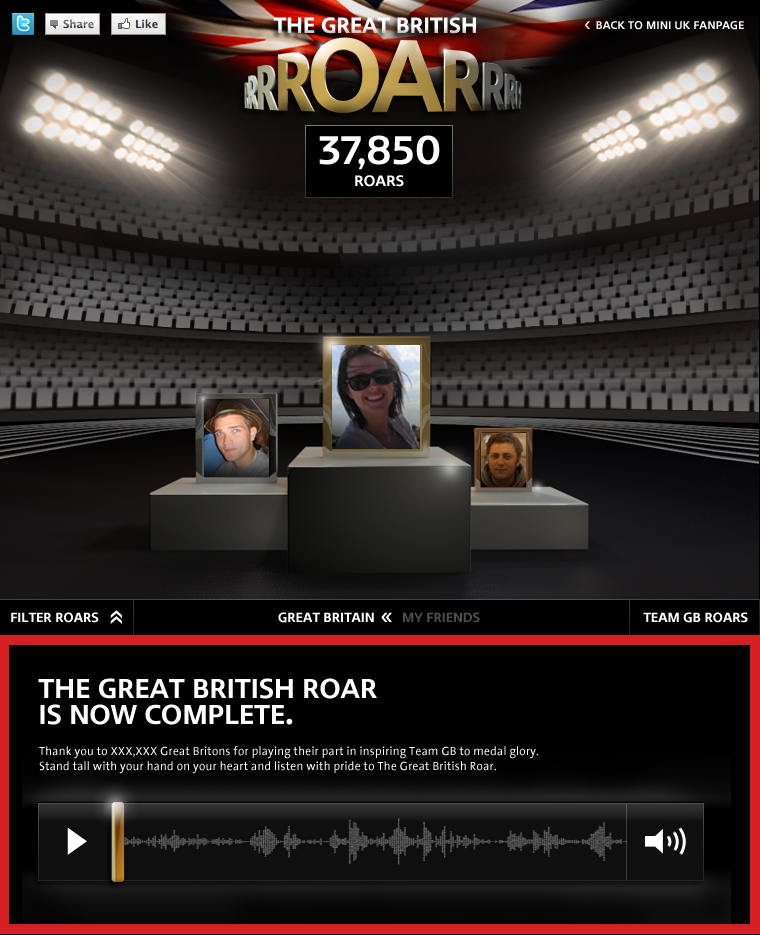 Share
Like
THE GREAT BRITISH
RRRROARRRR
BACK TO MINI UK FANPAGE
37,850
ROARS
FILTER ROARS
GREAT BRITAIN
MY FRIENDS
TEAM GB ROARS
THE GREAT BRITISH ROAR
IS NOW COMPLETE.
Thank you to XXX,XXX Great Britons for playing their part in inspiring Team GB to medal glory.
Stand tall with your hand on your heart and listen with pride to The Great British Roar.